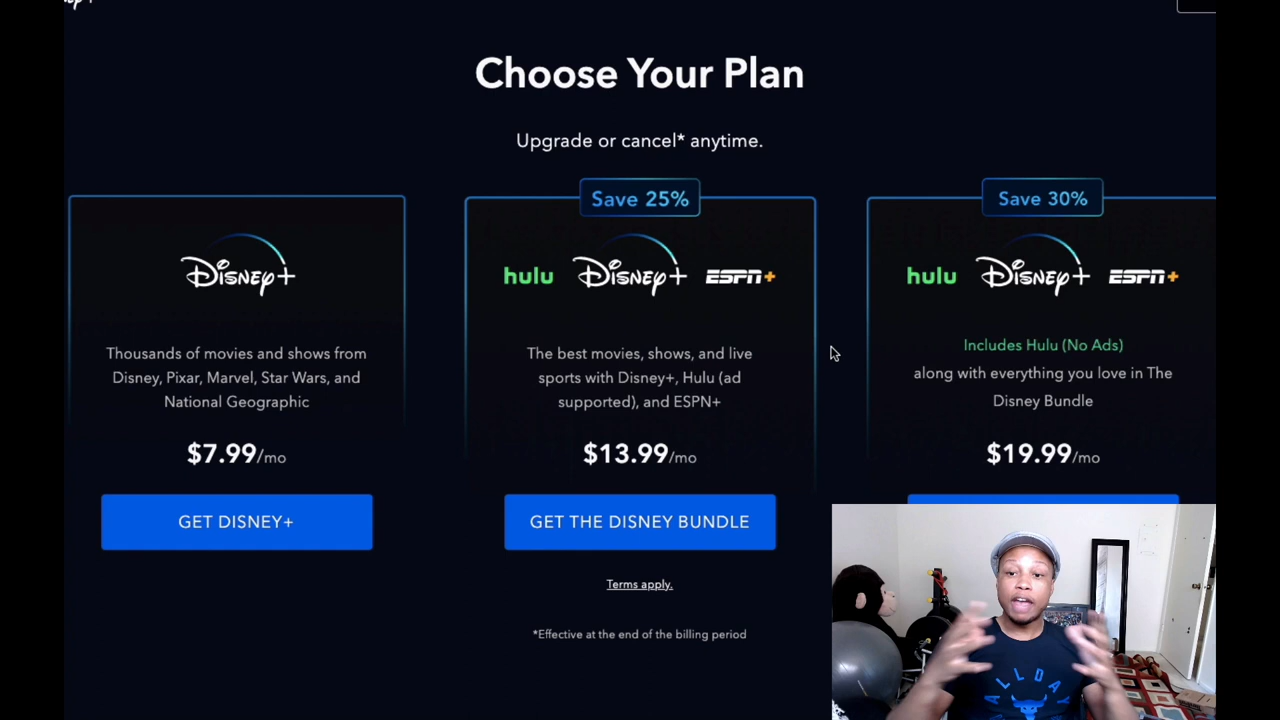 Choose Your Plan
Upgrade or cancel* anytime.
Disney+
Thousands of movies and shows from
Disney, Pixar, Marvel, Star Wars, and
National Geographic
$7.99/mo
GET DISNEY+
Save 25%
hulu Disney+ ESPN+
The best movies, shows, and live
sports with Disney+, Hulu (ad
supported), and ESPN+
$13.99/mo
GET THE DISNEY BUNDLE
Terms apply.
*Effective at the end of the billing period
Save 30%
hulu Disney+ ESPN+
Includes Hulu (No Ads)
along with everything you love in The
Disney Bundle
$19.99/mo
ALL DAY